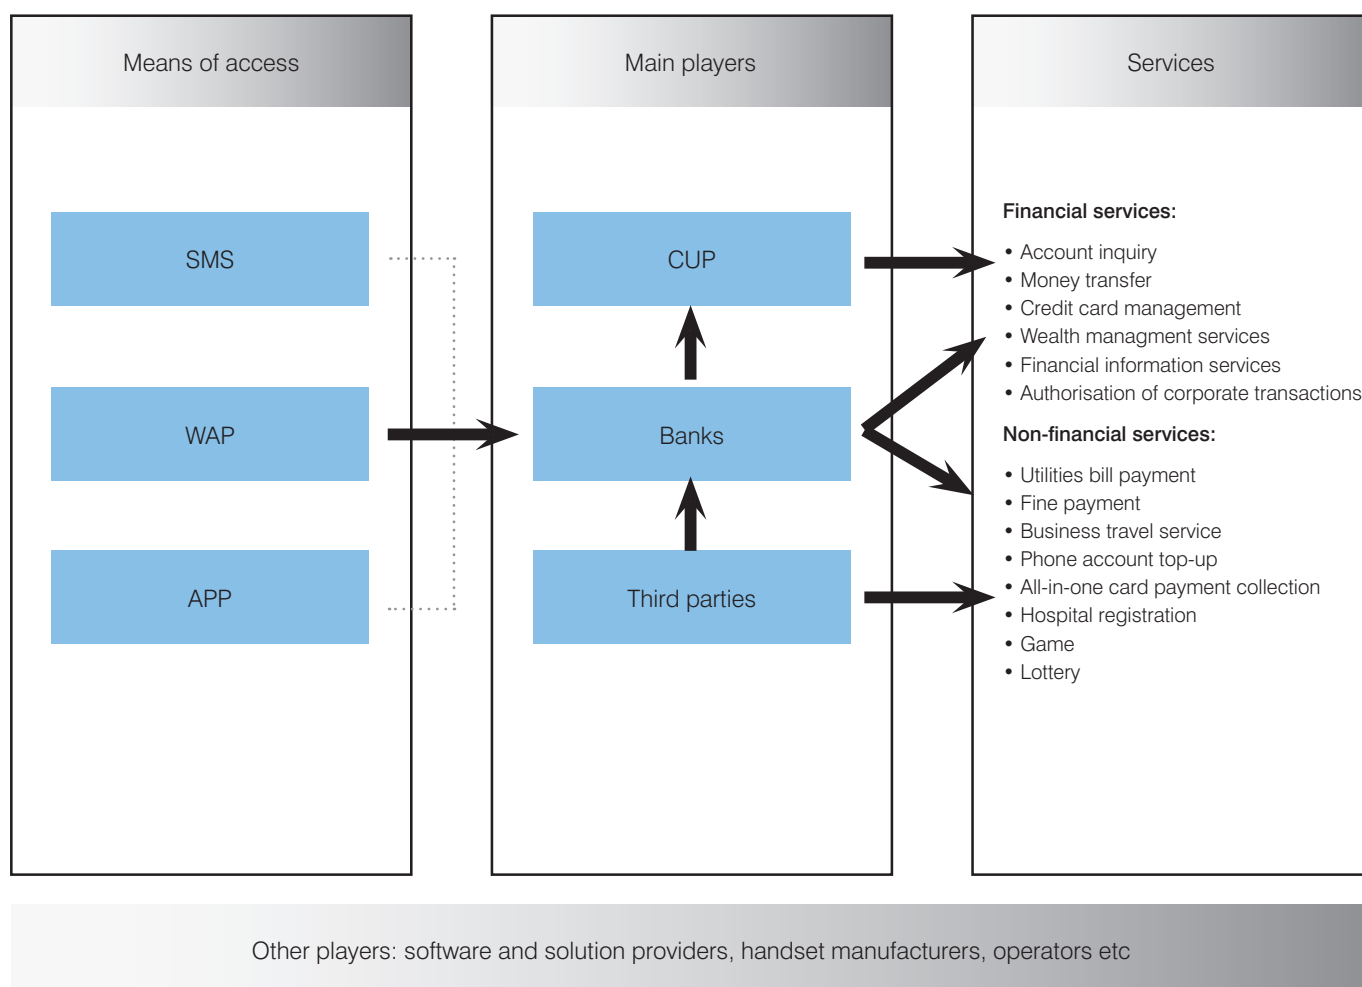 Means of access
Main players
Services
SMS
WAP
APP
CUP
Banks
Third parties
Financial services:
• Account inquiry
• Money transfer
• Credit card management
• Wealth managment services
• Financial information services
• Authorisation of corporate transactions
Non-financial services:
• Utilities bill payment
• Fine payment
• Business travel service
• Phone account top-up
• All-in-one card payment collection
• Hospital registration
• Game
• Lottery
Other players: software and solution providers, handset manufacturers, operators etc